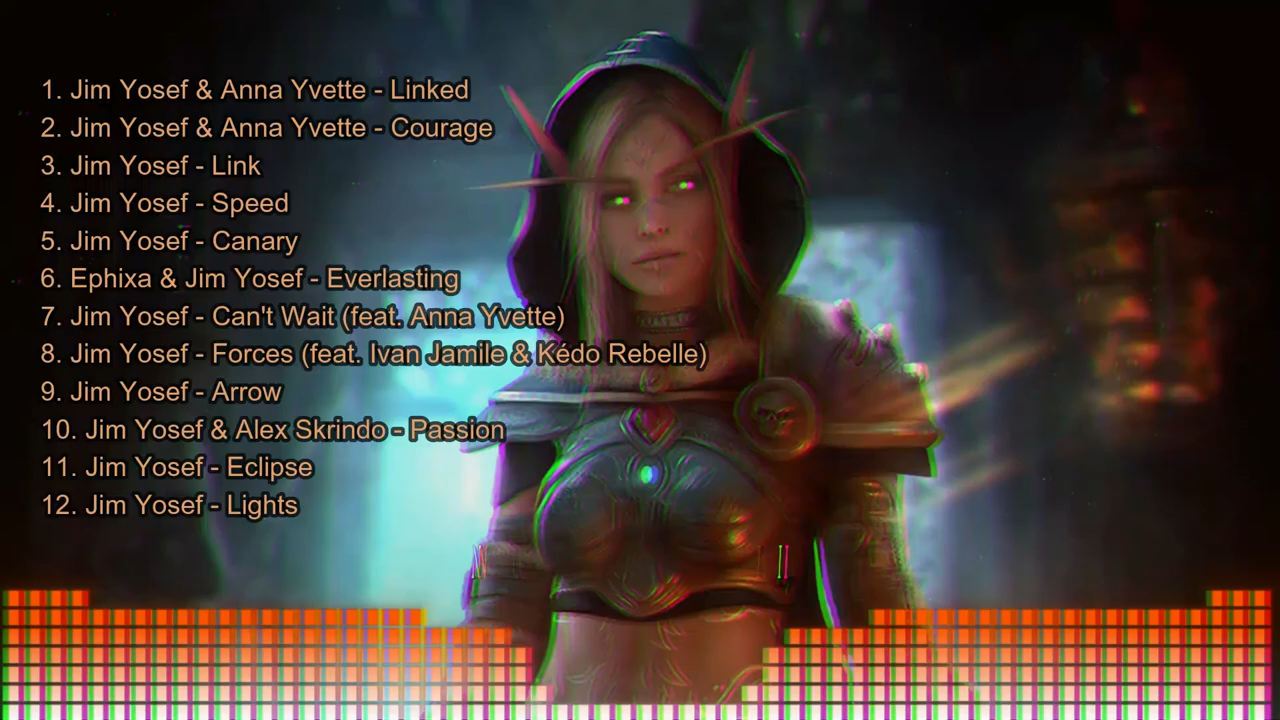 1. Jim Yosef & Anna Yvette - Linked
2. Jim Yosef & Anna Yvette - Courage
3. Jim Yosef - Link
4. Jim Yosef - Speed
5. Jim Yosef - Canary
6. Ephixa & Jim Yosef - Everlasting
7. Jim Yosef - Can't Wait (feat. Anna Yvette)
8. Jim Yosef - Forces (feat. Ivan Jamile & Kédo Rebelle)
9. Jim Yosef - Arrow
10. Jim Yosef & Alex Skrindo - Passion
11. Jim Yosef - Eclipse
12. Jim Yosef - Lights